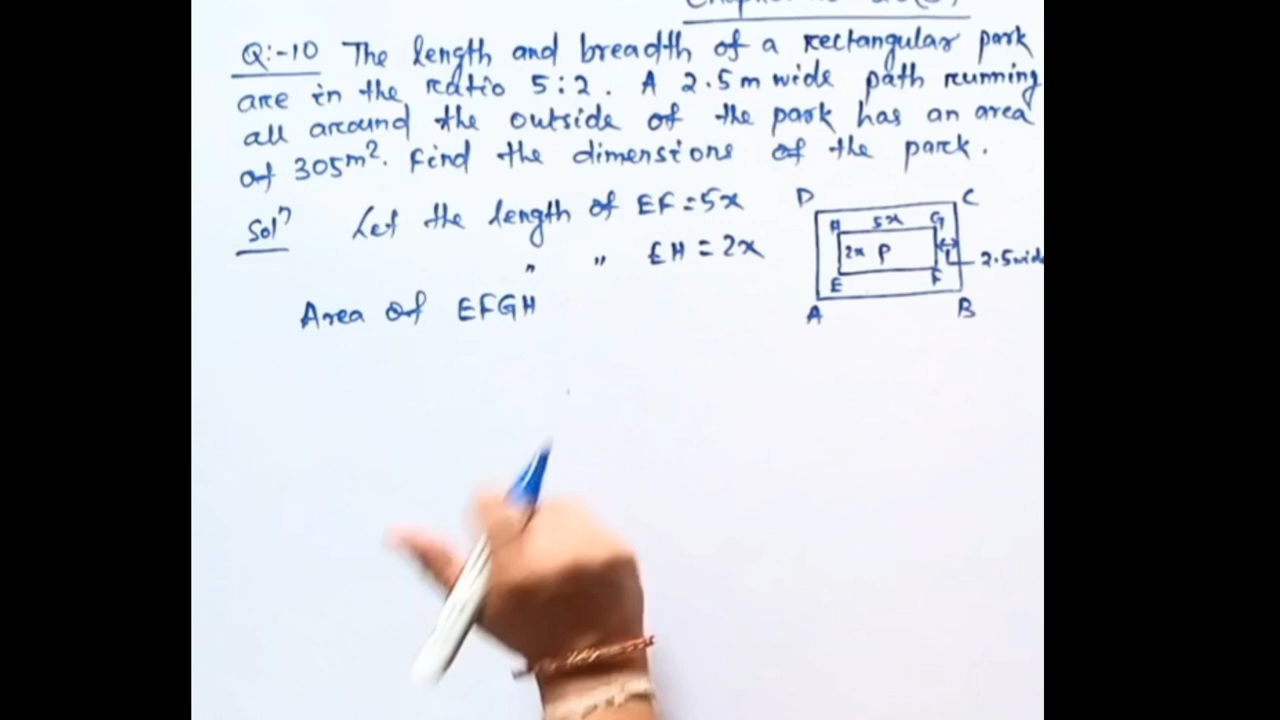 Q:-10 The length and breadth of a rectangular park
are in the ratio 5:2. A 2.5m wide path running
all around the outside of the park has an area
of 305m². Find the dimensions of the park.
Solⁿ Let the length of EF = 5x
" " EH = 2x
Area of EFGH
D C
H 5x G
2x P
2.5wide
E F
A B